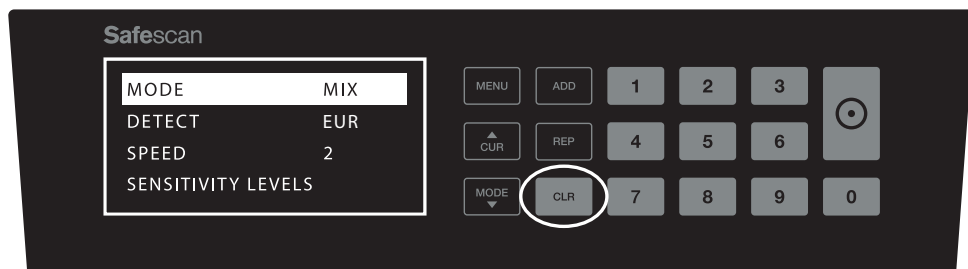 Safescan
MODE MIX
DETECT EUR
SPEED 2
SENSITIVITY LEVELS
MENU ADD 1 2 3
CUR REP 4 5 6
MODE CLR 7 8 9 0